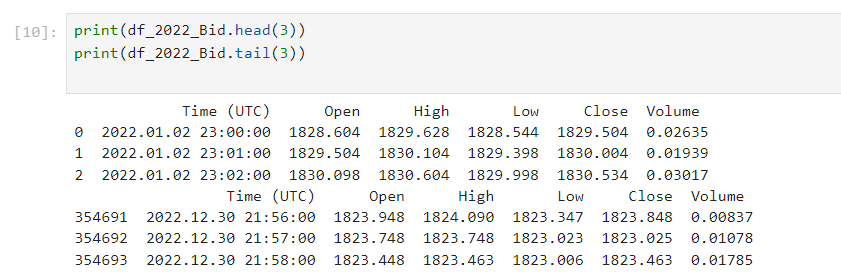 [10]: print(df_2022_Bid.head(3))
print(df_2022_Bid.tail(3))
Time (UTC) Open High Low Close Volume
0 2022.01.02 23:00:00 1828.604 1829.628 1828.544 1829.504 0.02635
1 2022.01.02 23:01:00 1829.504 1830.104 1829.398 1830.004 0.01939
2 2022.01.02 23:02:00 1830.098 1830.604 1829.998 1830.534 0.03017
Time (UTC) Open High Low Close Volume
354691 2022.12.30 21:56:00 1823.948 1824.090 1823.347 1823.848 0.00837
354692 2022.12.30 21:57:00 1823.748 1823.748 1823.023 1823.025 0.01078
354693 2022.12.30 21:58:00 1823.448 1823.463 1823.006 1823.463 0.01785